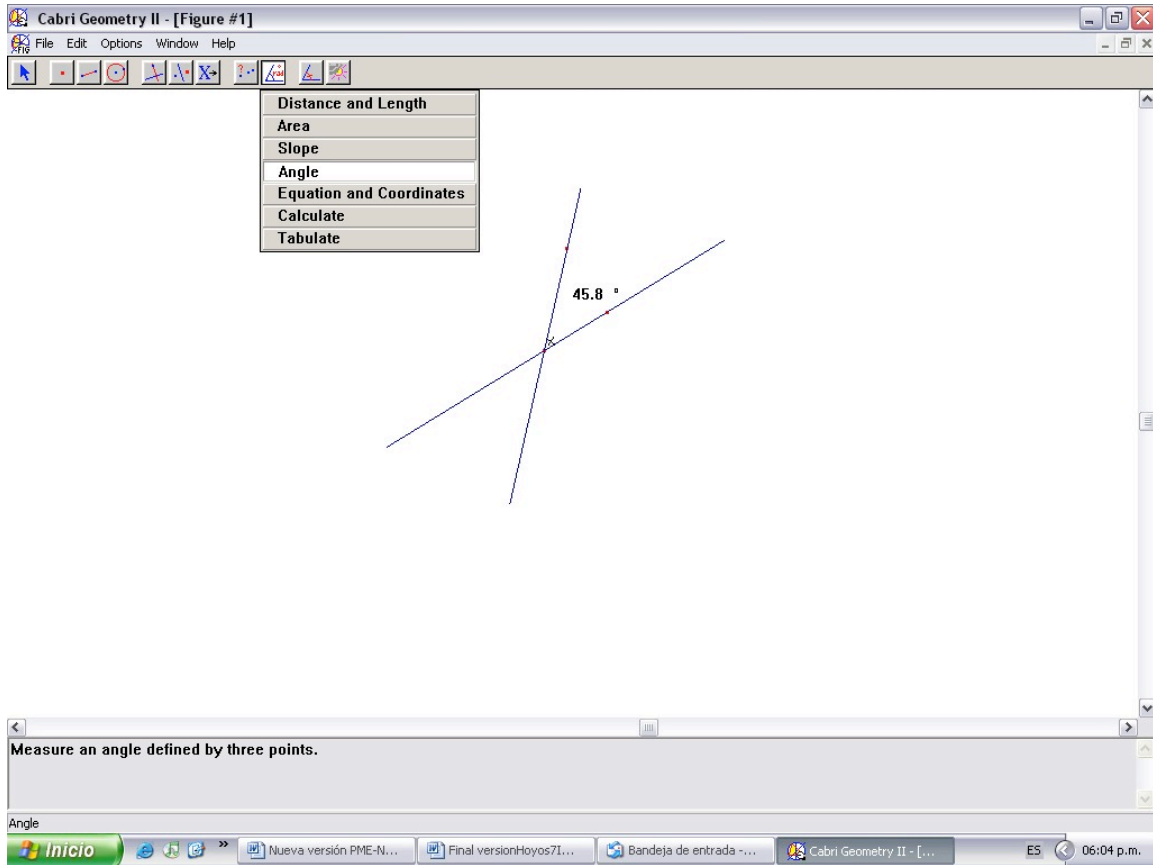 Cabri Geometry II - [Figure #1]
File Edit Options Window Help
Distance and Length
Area
Slope
Angle
Equation and Coordinates
Calculate
Tabulate
45.8 °
Measure an angle defined by three points.
Angle
Inicio » Nueva versión PME-N... Final versionHoyos7I... Bandeja de entrada -... Cabri Geometry II - [... ES 06:04 p.m.